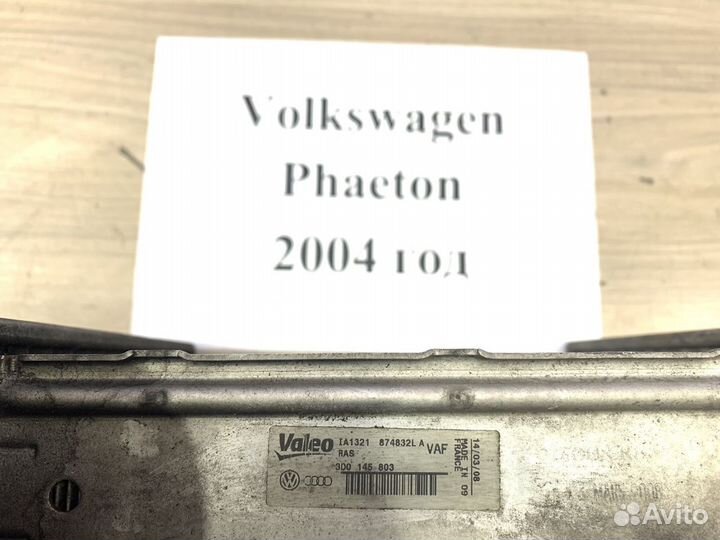 Volkswagen
Phaeton
2004 год
Valeo
IA1321 874832L A
RAS
VAF
3D0 145 803
MADE IN
FRANCE
14/03/08
09
Avito